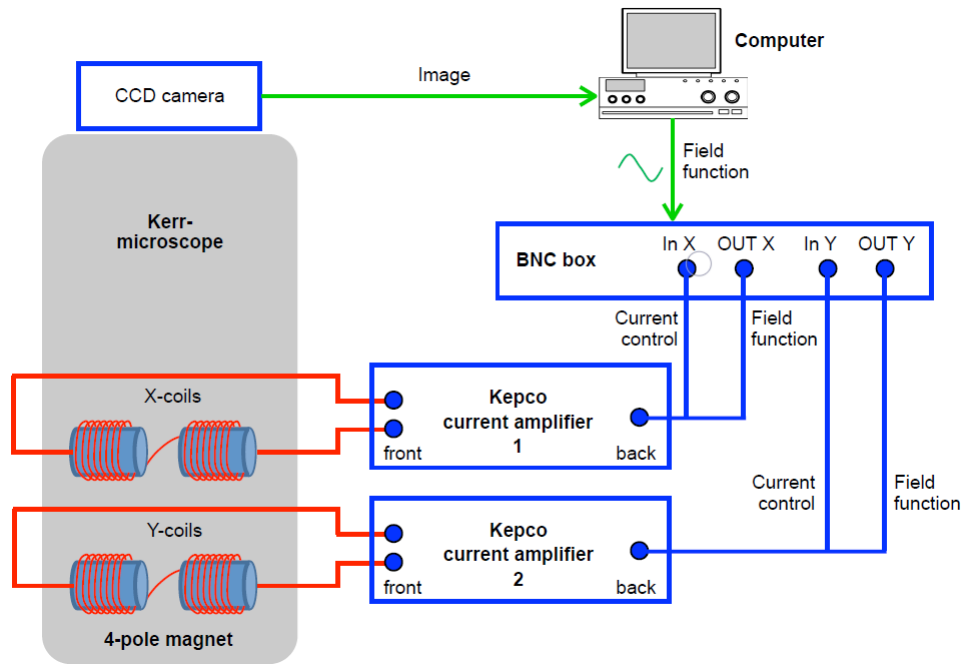 Computer
Image
CCD camera
Field
function
Kerr-
microscope
In X
OUT X
In Y
OUT Y
BNC box
Current
control
Field
function
X-coils
Kepco
current amplifier
1
front
back
Current
control
Field
function
Y-coils
Kepco
current amplifier
2
front
back
4-pole magnet